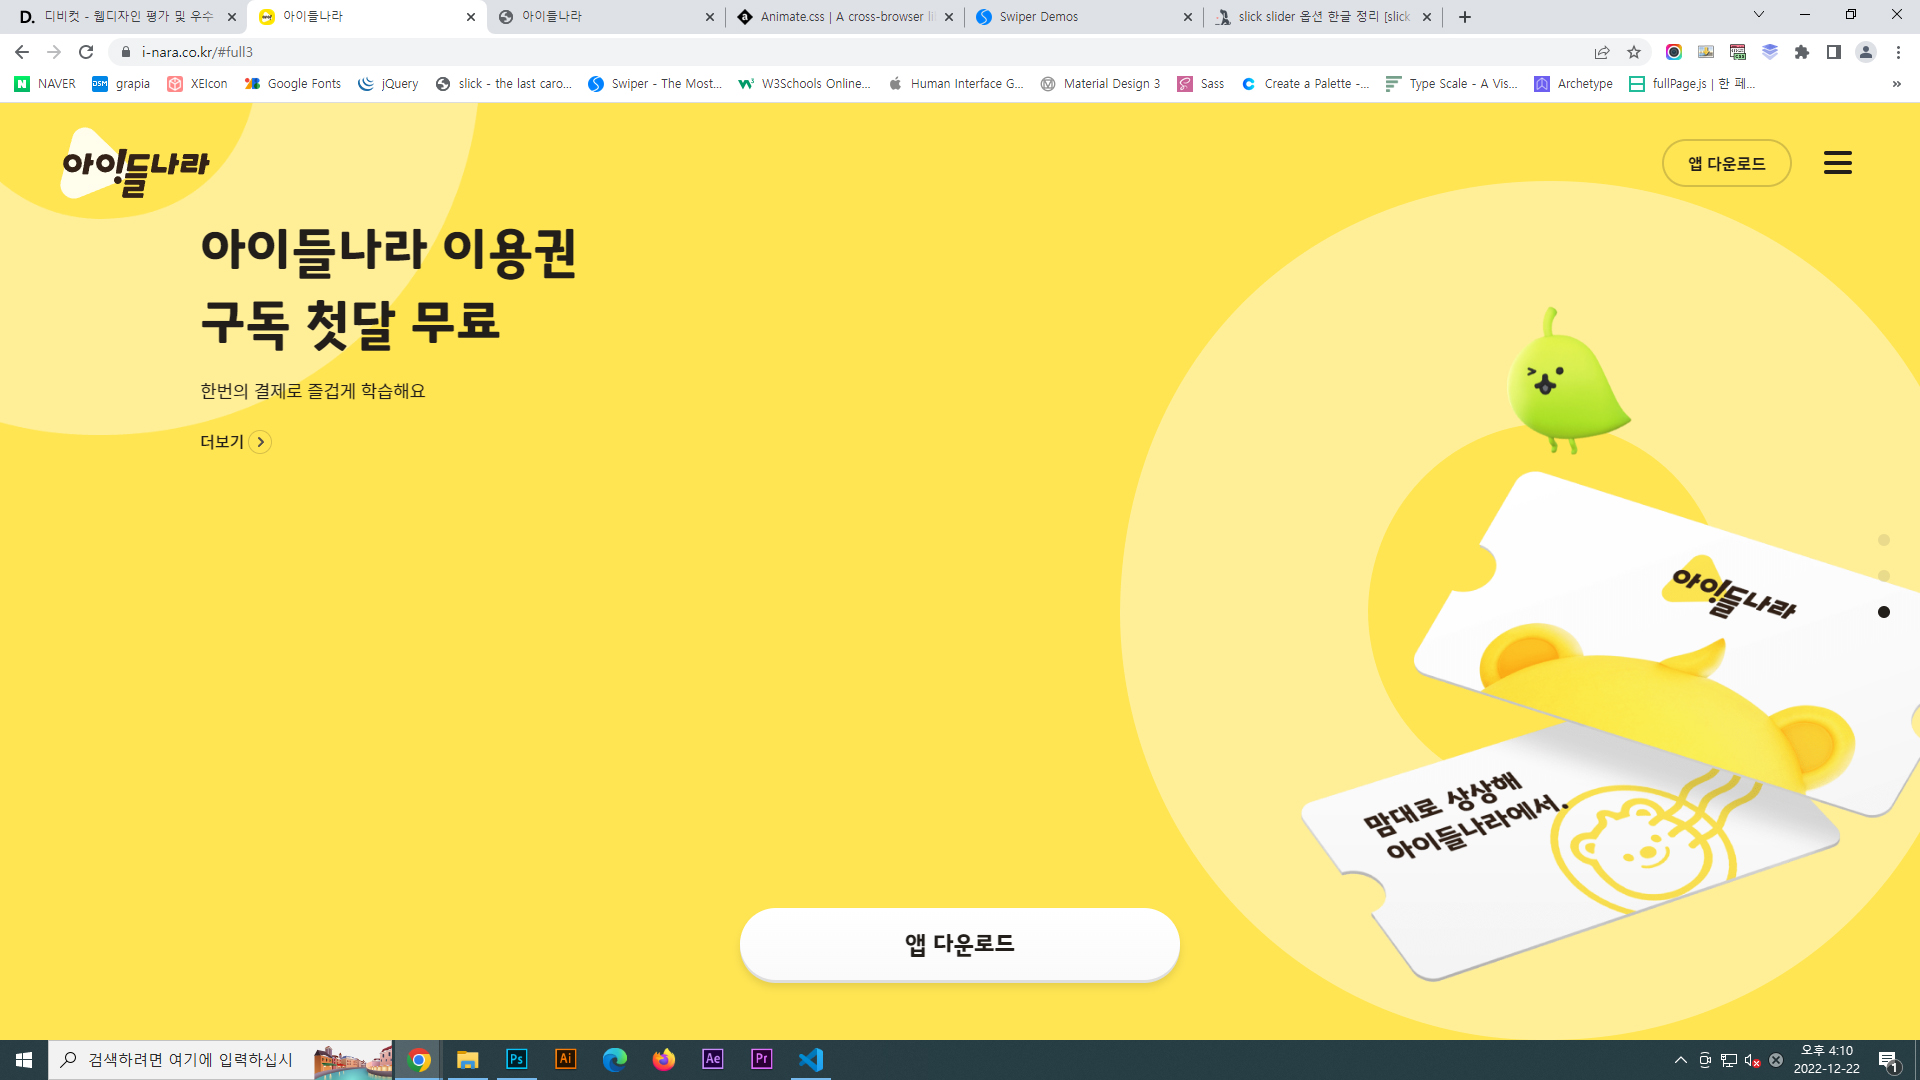 디비컷 - 웹디자인 평가 및 우수
아이들나라
아이들나라
Animate.css | A cross-browser li
Swiper Demos
slick slider 옵션 한글 정리 [slick
i-nara.co.kr/#full3
NAVER
grapia
XEIcon
Google Fonts
jQuery
slick - the last caro...
Swiper - The Most...
W3Schools Online...
Human Interface G...
Material Design 3
Sass
Create a Palette -...
Type Scale - A Vis...
Archetype
fullPage.js | 한 페...
아이들나라
앱 다운로드
아이들나라 이용권
구독 첫달 무료
한번의 결제로 즐겁게 학습해요
더보기
아이들나라
맘대로 상상해
아이들나라에서.
앱 다운로드
검색하려면 여기에 입력하십시
오후 4:10
2022-12-22
1